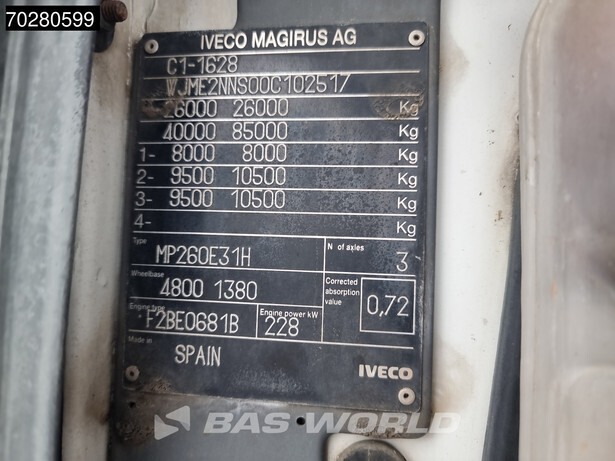 70280599
IVECO MAGIRUS AG
C1-1628
WJME2NNS00C102517
26000 26000 Kg
40000 85000 Kg
1- 8000 8000 Kg
2- 9500 10500 Kg
3- 9500 10500 Kg
4- Kg
Type MP260E31H N of axles 3
Wheelbase 4800 1380 Corrected absorption value 0,72
Engine type F2BE0681B Engine power kW 228
Made in SPAIN
IVECO
BAS WORLD